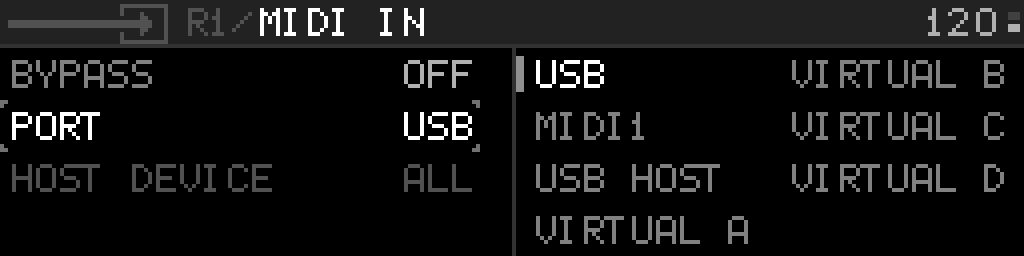 R1/MIDI IN 120
BYPASS OFF
PORT USB
HOST DEVICE ALL
USB VIRTUAL B
MIDI1 VIRTUAL C
USB HOST VIRTUAL D
VIRTUAL A